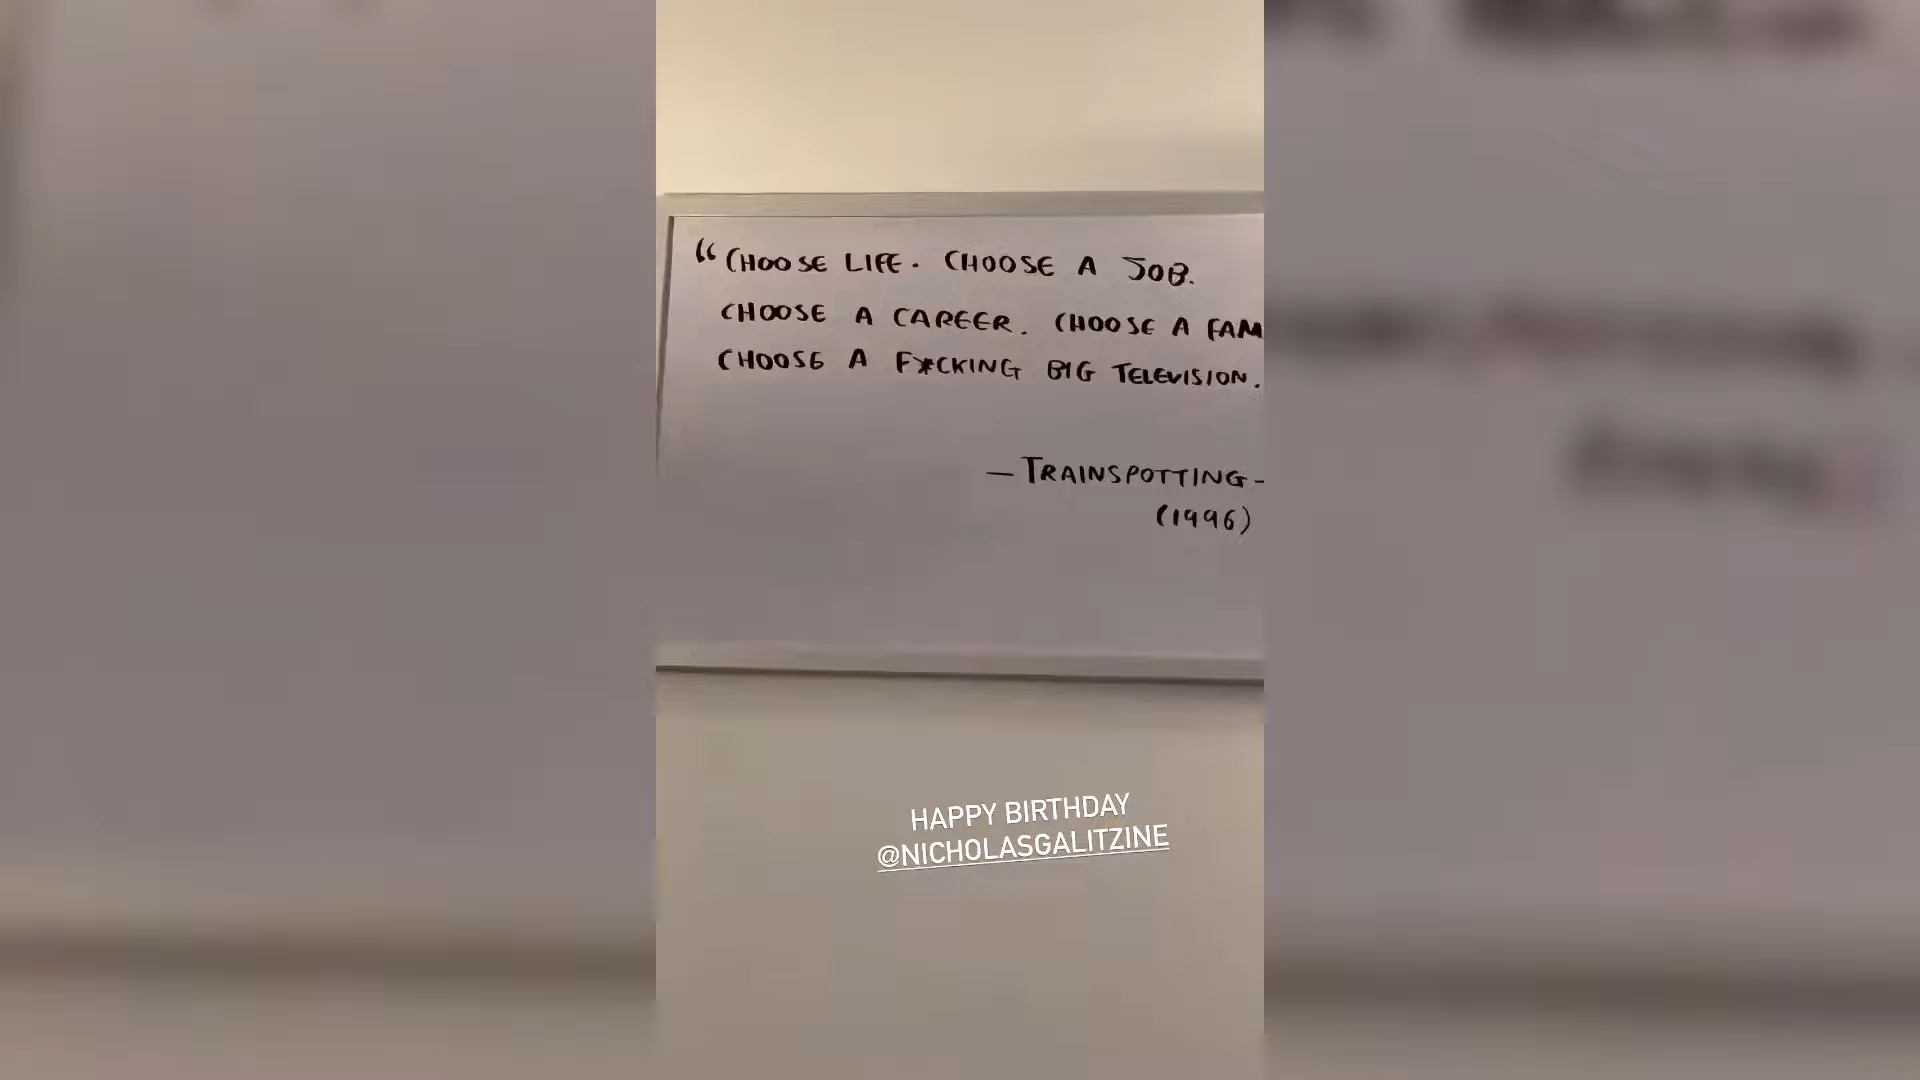 “CHOOSE LIFE. CHOOSE A JOB.
CHOOSE A CAREER. CHOOSE A FAM
CHOOSE A F*CKING BIG TELEVISION.
— TRAINSPOTTING -
(1996)
HAPPY BIRTHDAY
@NICHOLASGALITZINE